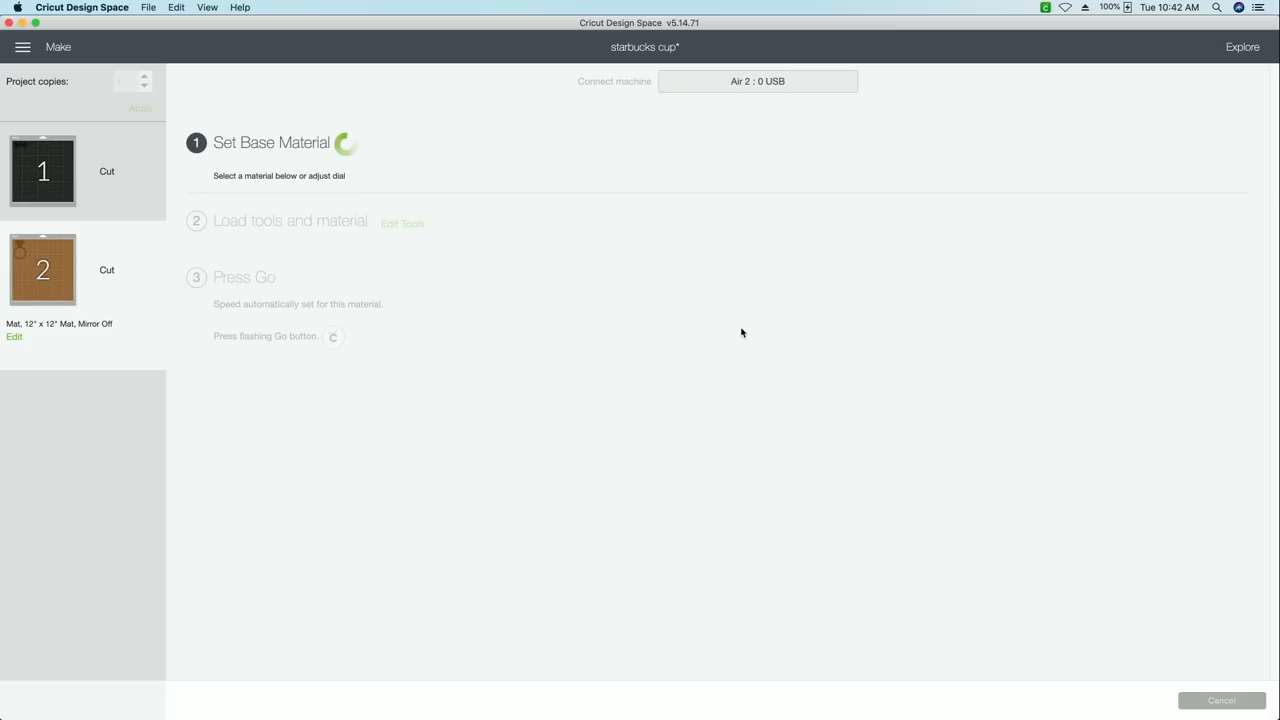 Cricut Design Space File Edit View Help 100% Tue 10:42 AM
Cricut Design Space v5.14.71
Make starbucks cup* Explore
Project copies:
Connect machine Air 2 : 0 USB
Apply
1 Cut
1 Set Base Material
Select a material below or adjust dial
2 Load tools and material Edit Tools
2 Cut
3 Press Go
Speed automatically set for this material.
Mat, 12" x 12" Mat, Mirror Off
Edit
Press flashing Go button.
Cancel